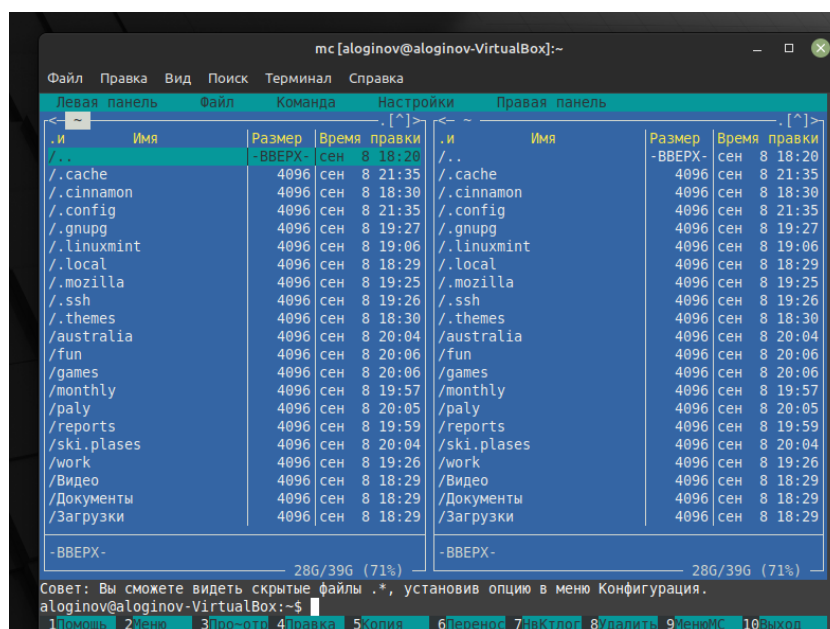 mc [aloginov@aloginov-VirtualBox]:~
Файл Правка Вид Поиск Терминал Справка
Левая панель Файл Команда Настройки Правая панель
<─ ~ ─.[^]>┐ ┌<─ ~ ─.[^]>
.и Имя Размер Время правки .и Имя Размер Время правки
/.. -ВВЕРХ- сен 8 18:20 /.. -ВВЕРХ- сен 8 18:20
/.cache 4096 сен 8 21:35 /.cache 4096 сен 8 21:35
/.cinnamon 4096 сен 8 18:30 /.cinnamon 4096 сен 8 18:30
/.config 4096 сен 8 21:35 /.config 4096 сен 8 21:35
/.gnupg 4096 сен 8 19:27 /.gnupg 4096 сен 8 19:27
/.linuxmint 4096 сен 8 19:06 /.linuxmint 4096 сен 8 19:06
/.local 4096 сен 8 18:29 /.local 4096 сен 8 18:29
/.mozilla 4096 сен 8 19:25 /.mozilla 4096 сен 8 19:25
/.ssh 4096 сен 8 19:26 /.ssh 4096 сен 8 19:26
/.themes 4096 сен 8 18:30 /.themes 4096 сен 8 18:30
/australia 4096 сен 8 20:04 /australia 4096 сен 8 20:04
/fun 4096 сен 8 20:06 /fun 4096 сен 8 20:06
/games 4096 сен 8 20:06 /games 4096 сен 8 20:06
/monthly 4096 сен 8 19:57 /monthly 4096 сен 8 19:57
/paly 4096 сен 8 20:05 /paly 4096 сен 8 20:05
/reports 4096 сен 8 19:59 /reports 4096 сен 8 19:59
/ski.plases 4096 сен 8 20:04 /ski.plases 4096 сен 8 20:04
/work 4096 сен 8 19:26 /work 4096 сен 8 19:26
/Видео 4096 сен 8 18:29 /Видео 4096 сен 8 18:29
/Документы 4096 сен 8 18:29 /Документы 4096 сен 8 18:29
/Загрузки 4096 сен 8 18:29 /Загрузки 4096 сен 8 18:29
-ВВЕРХ- -ВВЕРХ-
28G/39G (71%) 28G/39G (71%)
Совет: Вы сможете видеть скрытые файлы .*, установив опцию в меню Конфигурация.
aloginov@aloginov-VirtualBox:~$
1Помощь 2Меню 3Про~отр 4Правка 5Копия 6Перенос 7НвКтлог 8Удалить 9МенюМС 10Выход